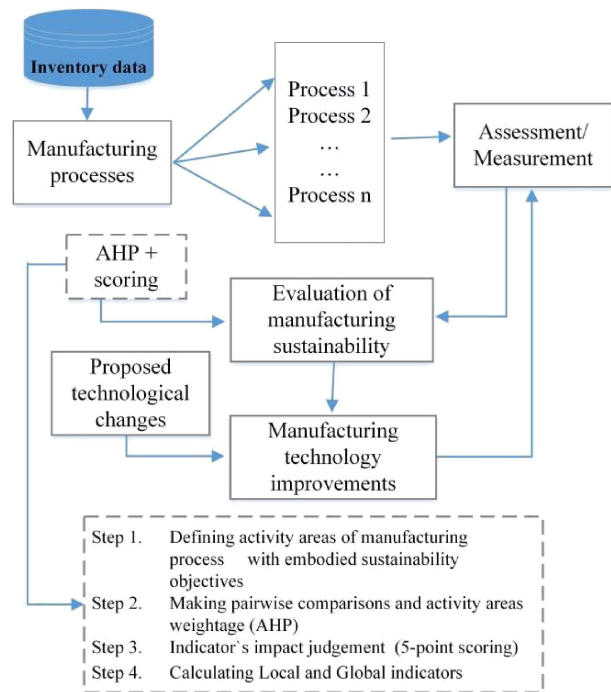 Inventory data
Manufacturing
processes
Process 1
Process 2
...
...
Process n
Assessment/
Measurement
AHP +
scoring
Evaluation of
manufacturing
sustainability
Proposed
technological
changes
Manufacturing
technology
improvements
Step 1. Defining activity areas of manufacturing
process with embodied sustainability
objectives
Step 2. Making pairwise comparisons and activity areas
weightage (AHP)
Step 3. Indicator`s impact judgement (5-point scoring)
Step 4. Calculating Local and Global indicators